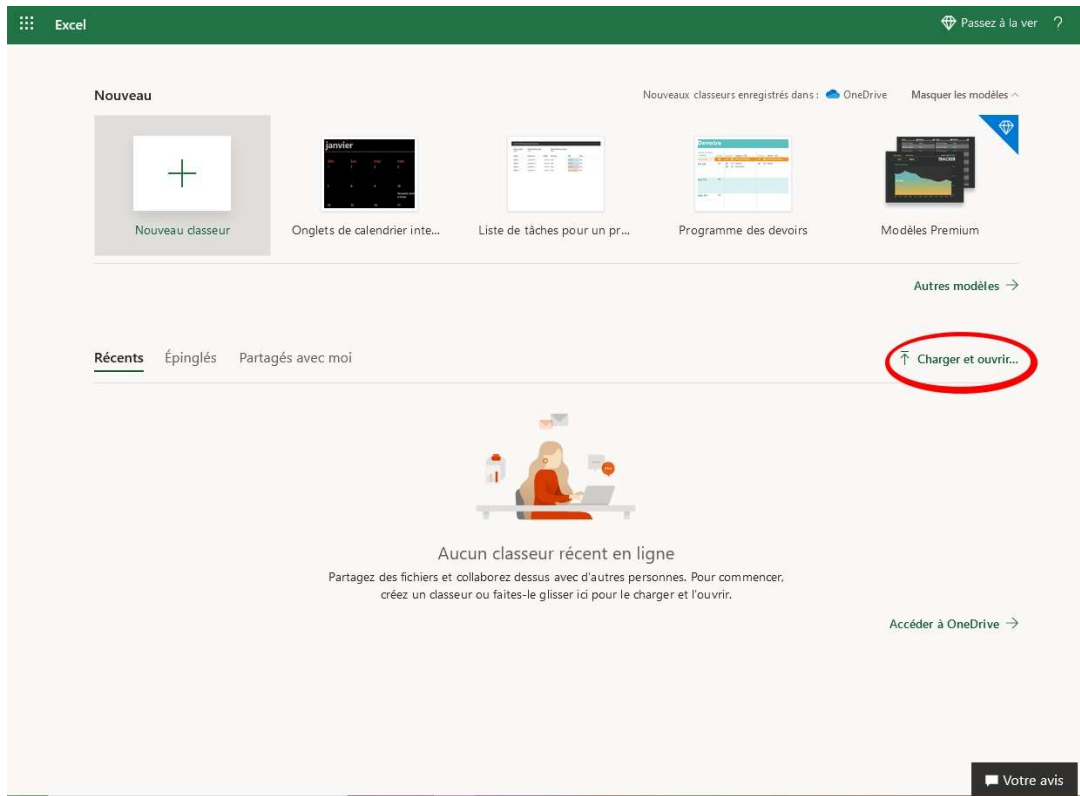 Excel
Passez à la ver ?
Nouveau
Nouveaux classeurs enregistrés dans : OneDrive
Masquer les modèles
janvier
Devoirs
TRACKER
Nouveau classeur
Onglets de calendrier inte...
Liste de tâches pour un pr...
Programme des devoirs
Modèles Premium
Autres modèles
Récents
Épinglés
Partagés avec moi
Charger et ouvrir...
Aucun classeur récent en ligne
Partagez des fichiers et collaborez dessus avec d'autres personnes. Pour commencer,
créez un classeur ou faites-le glisser ici pour le charger et l'ouvrir.
Accéder à OneDrive
Votre avis